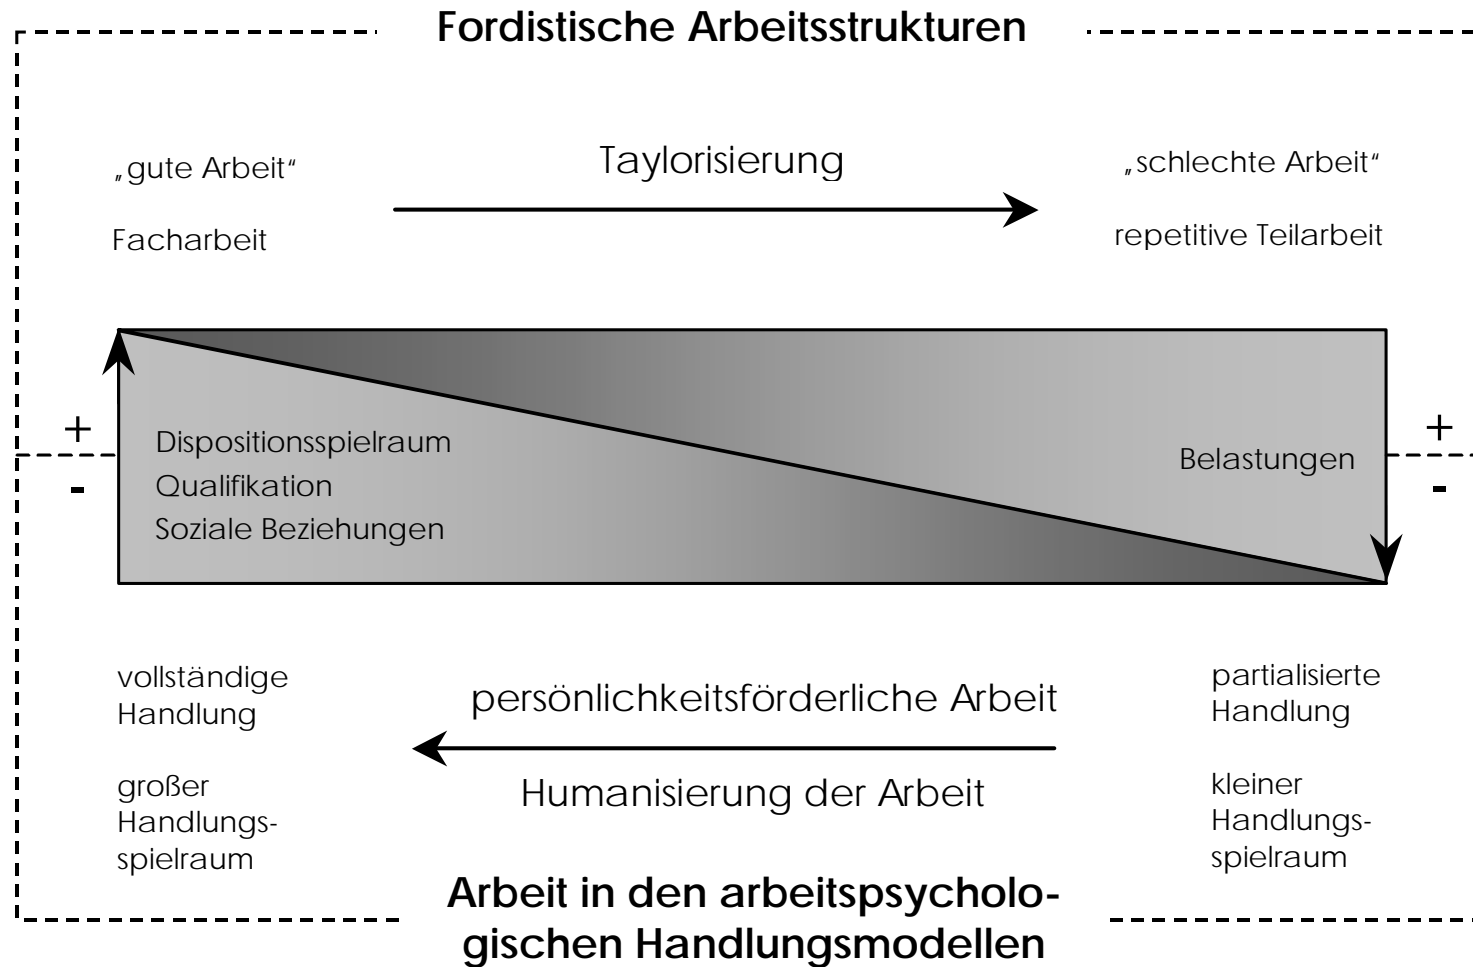 Fordistische Arbeitsstrukturen
„gute Arbeit“
Taylorisierung
„schlechte Arbeit“
Facharbeit
repetitive Teilarbeit
+
-
Dispositionsspielraum
Qualifikation
Soziale Beziehungen
Belastungen
+
-
vollständige
Handlung
großer
Handlungs-
spielraum
persönlichkeitsförderliche Arbeit
Humanisierung der Arbeit
partialisierte
Handlung
kleiner
Handlungs-
spielraum
Arbeit in den arbeitspsycholo-
gischen Handlungsmodellen